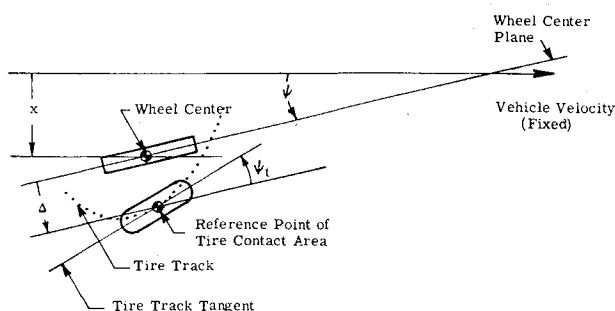 Wheel Center
Plane
x
ψ
Wheel Center
Vehicle Velocity
(Fixed)
ψt
Δ
Reference Point of
Tire Contact Area
Tire Track
Tire Track Tangent